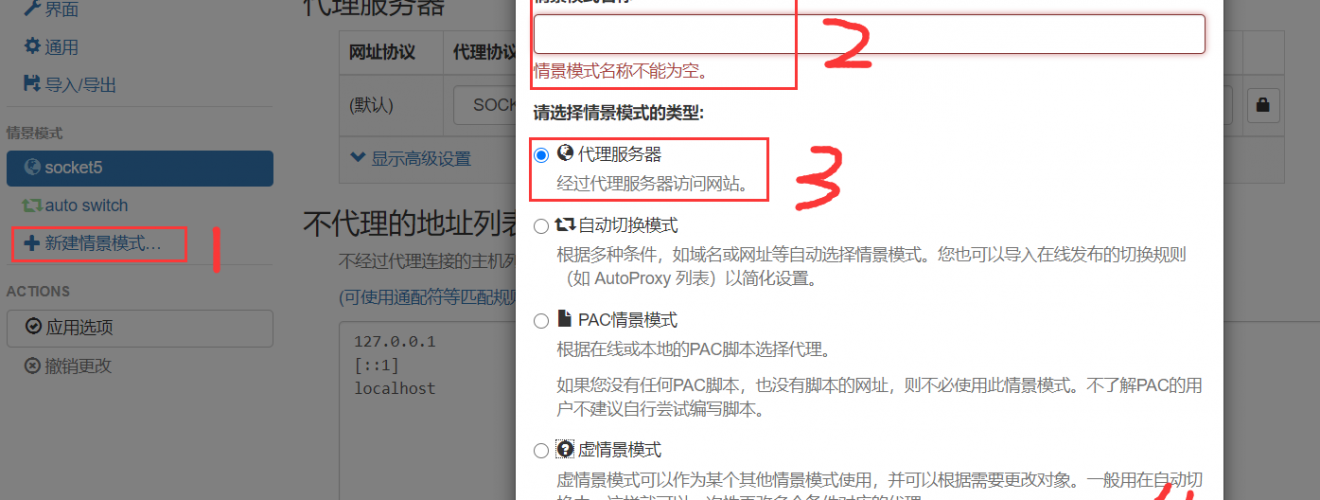 界面
通用
导入/导出
情景模式
socket5
auto switch
新建情景模式...
1
ACTIONS
应用选项
撤销更改
代理服务器
网址协议 代理协议
(默认) SOCK
显示高级设置
不代理的地址列表
不经过代理连接的主机列
(可使用通配符等匹配规则
127.0.0.1
[::1]
localhost
情景模式名称
2
情景模式名称不能为空。
请选择情景模式的类型:
代理服务器
经过代理服务器访问网站。
3
自动切换模式
根据多种条件，如域名或网址等自动选择情景模式。您也可以导入在线发布的切换规则
（如 AutoProxy 列表）以简化设置。
PAC情景模式
根据在线或本地的PAC脚本选择代理。
如果您没有任何PAC脚本，也没有脚本的网址，则不必使用此情景模式。不了解PAC的用
户不建议自行尝试编写脚本。
虚情景模式
虚情景模式可以作为某个其他情景模式使用，并可以根据需要更改对象。一般用在自动切